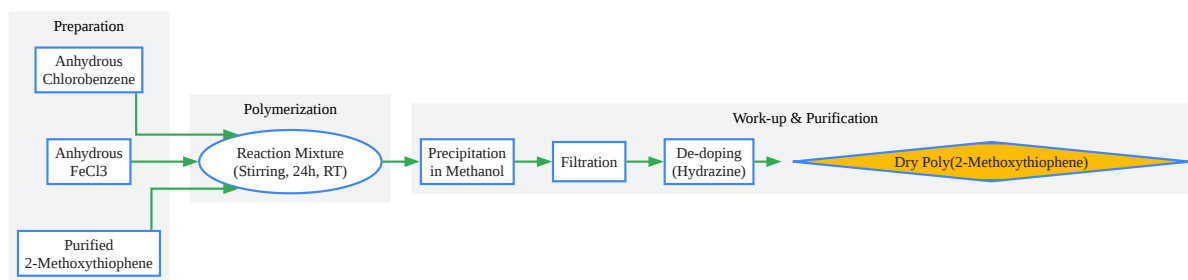 Preparation
Anhydrous
Chlorobenzene
Anhydrous
FeCl3
Purified
2-Methoxythiophene
Polymerization
Reaction Mixture
(Stirring, 24h, RT)
Work-up & Purification
Precipitation
in Methanol
Filtration
De-doping
(Hydrazine)
Dry Poly(2-Methoxythiophene)